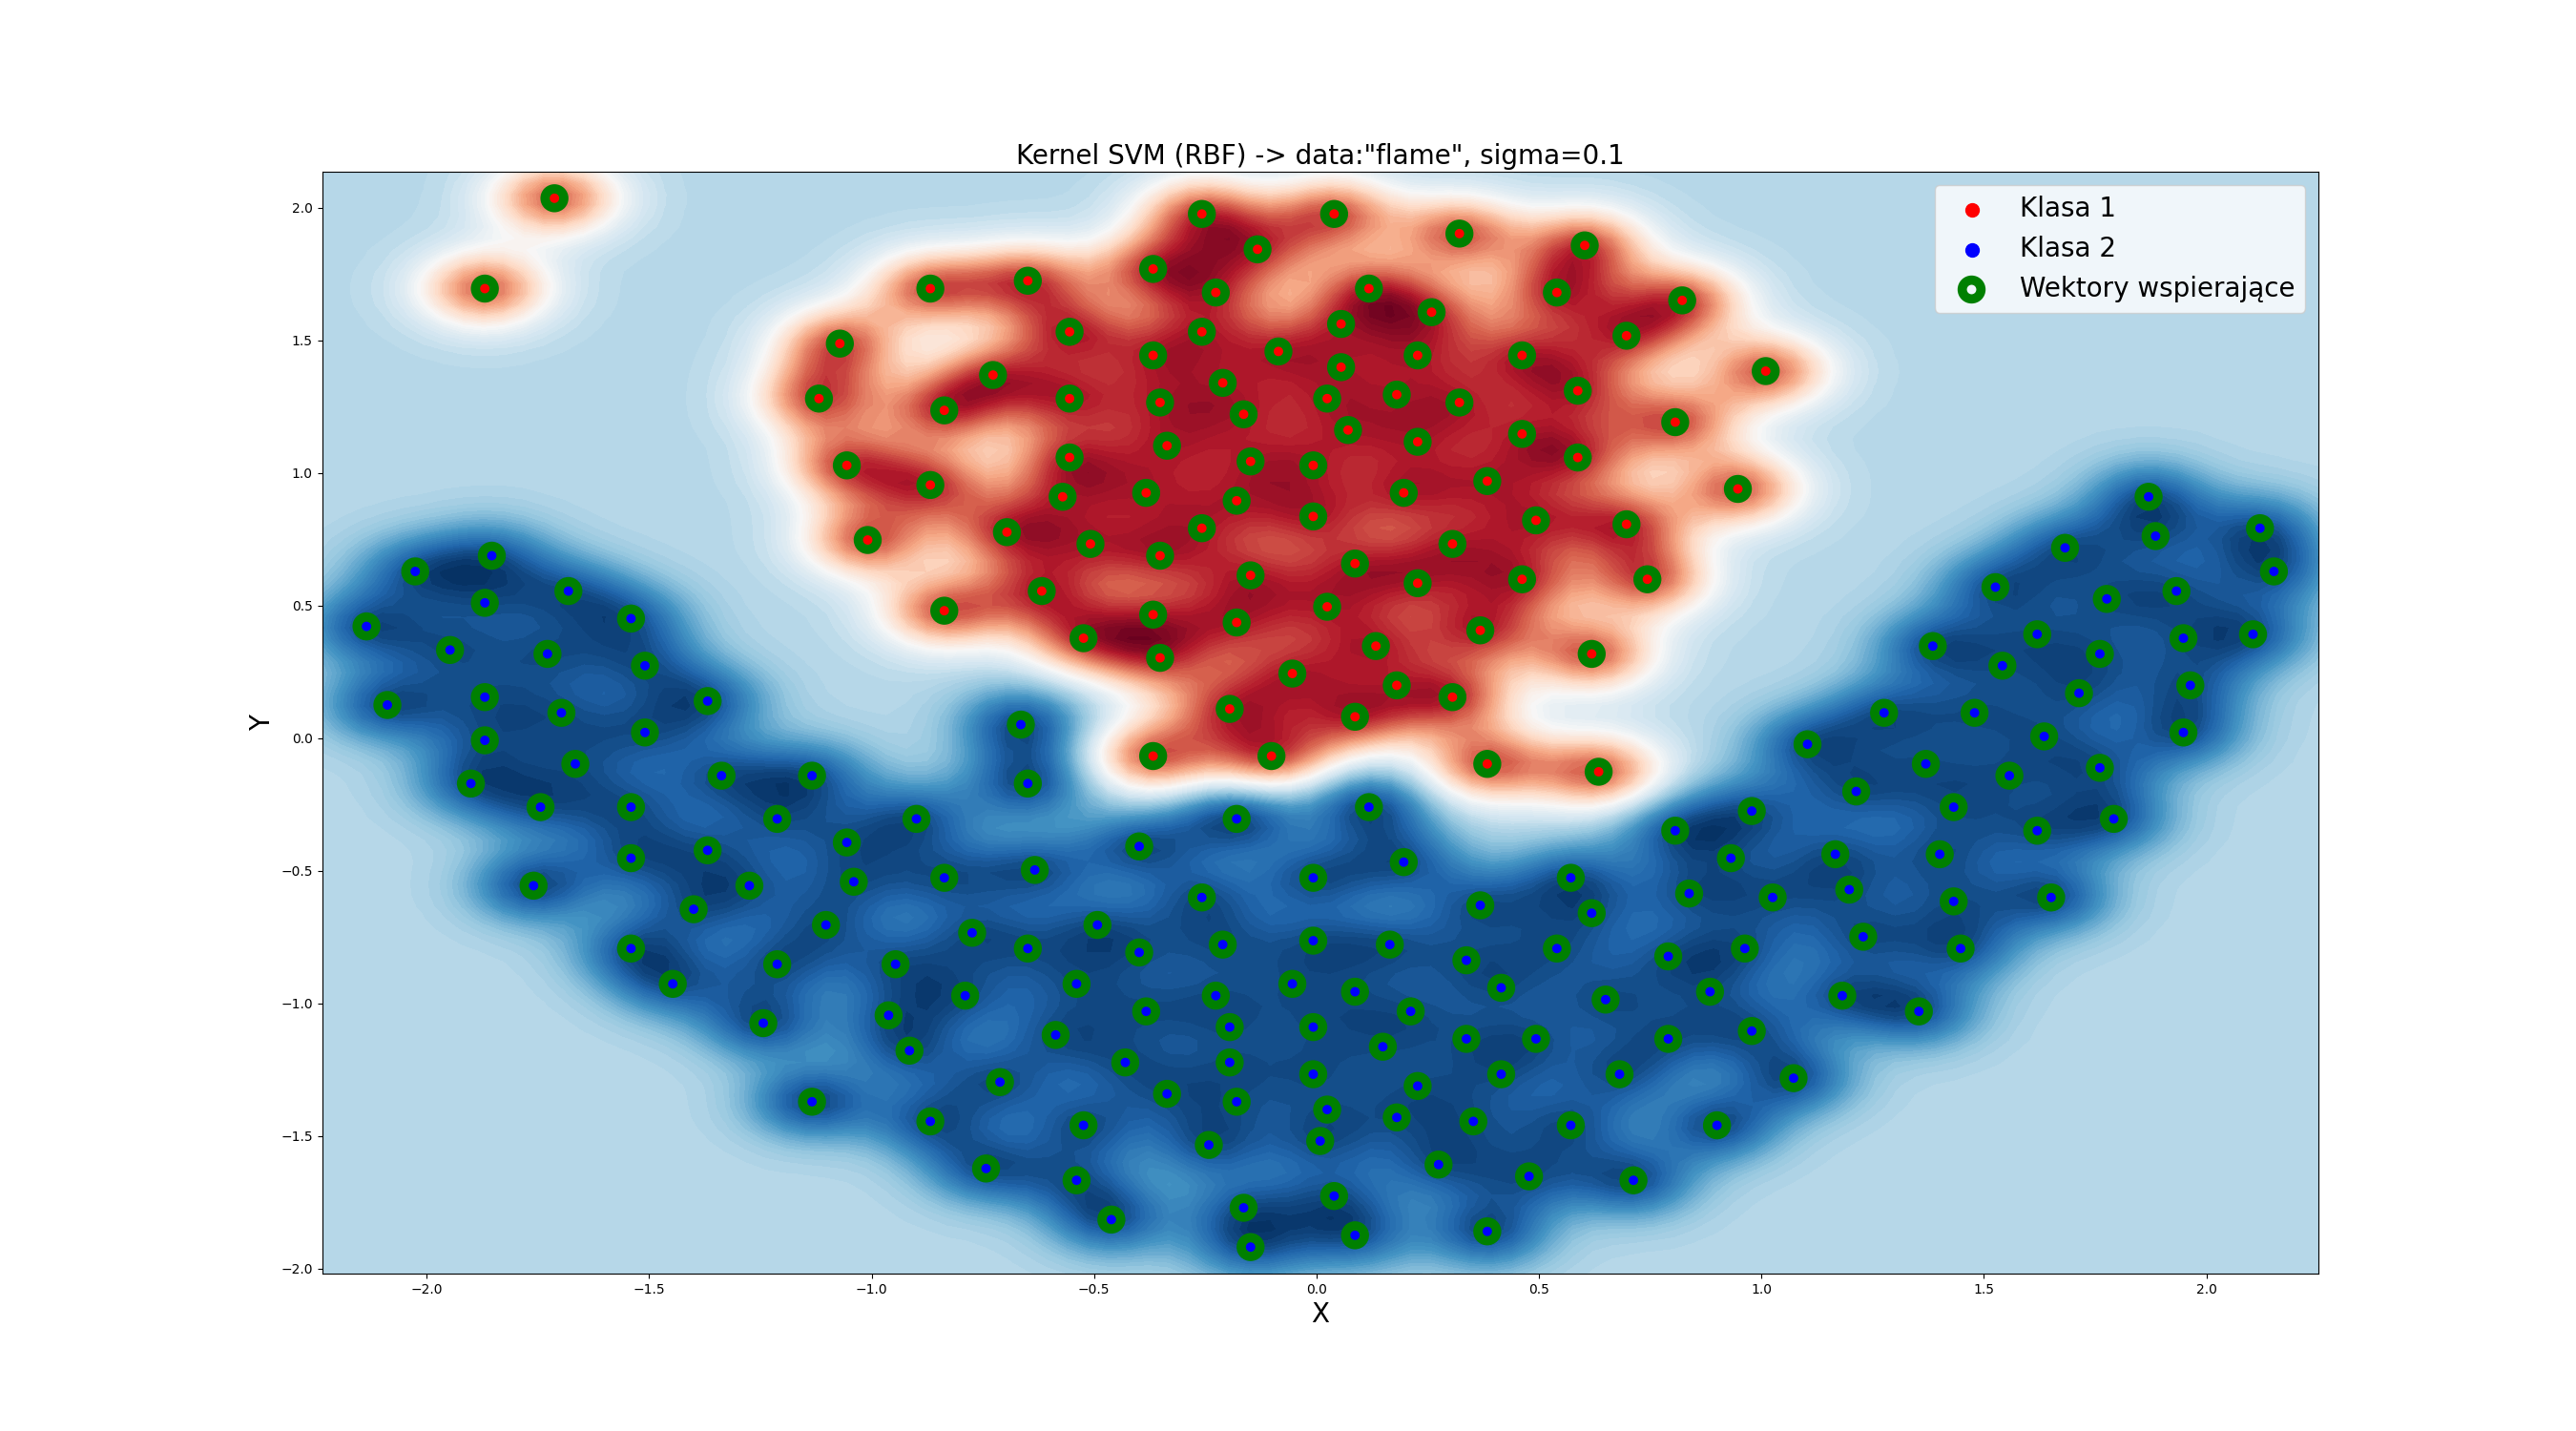 Kernel SVM (RBF) -> data:"flame", sigma=0.1
Klasa 1
Klasa 2
Wektory wspierające
2.0
1.5
1.0
0.5
0.0
−0.5
−1.0
−1.5
−2.0
Y
−2.0 −1.5 −1.0 −0.5 0.0 0.5 1.0 1.5 2.0
X